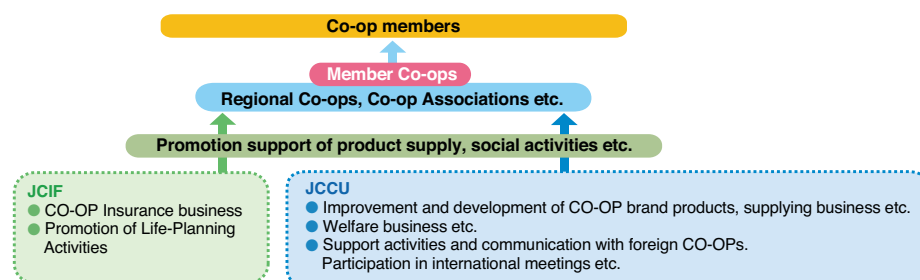 Co-op members
Member Co-ops
Regional Co-ops, Co-op Associations etc.
Promotion support of product supply, social activities etc.
JCIF
● CO-OP Insurance business
● Promotion of Life-Planning
Activities
JCCU
● Improvement and development of CO-OP brand products, supplying business etc.
● Welfare business etc.
● Support activities and communication with foreign CO-OPs.
Participation in international meetings etc.